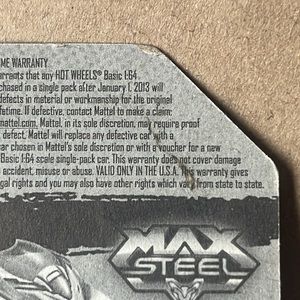 ME WARRANTY
arrants that any HOT WHEELS® Basic 1:64
rchased in a single pack after January 1, 2013 will
defects in material or workmanship for the original
lifetime. If defective, contact Mattel to make a claim:
mattel.com. Mattel, in its sole discretion, may require proof
defect. Mattel will replace any defective car with a
ar chosen in Mattel's sole discretion or with a voucher for a new
Basic 1:64 scale single-pack car. This warranty does not cover damage
accident, misuse or abuse. VALID ONLY IN THE U.S.A. This warranty gives
gal rights and you may also have other rights which vary from state to state.
MAX
STEEL